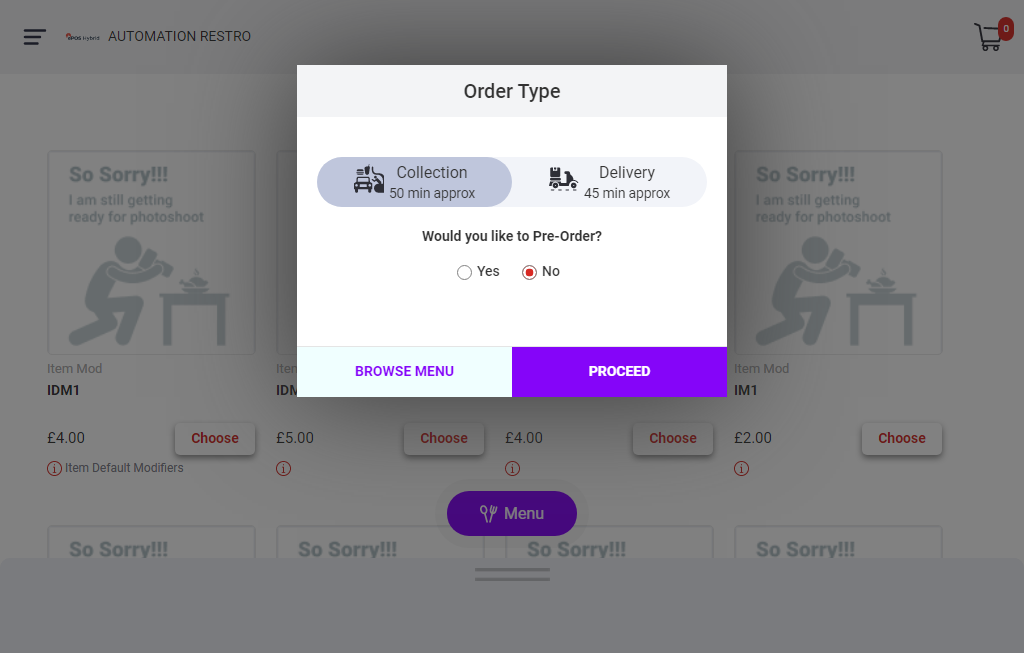 AUTOMATION RESTRO
0
Order Type
Collection
50 min approx
Delivery
45 min approx
Would you like to Pre-Order?
Yes
No
BROWSE MENU
PROCEED
So Sorry!!!
I am still getting
ready for photoshoot
So Sorry!!!
I am still getting
ready for photoshoot
Item Mod
IDM1
£4.00
Choose
Item Default Modifiers
£5.00
Choose
£4.00
Choose
Item Mod
IM1
£2.00
Choose
Menu
So Sorry!!!
So Sorry!!!
So Sorry!!!
So Sorry!!!